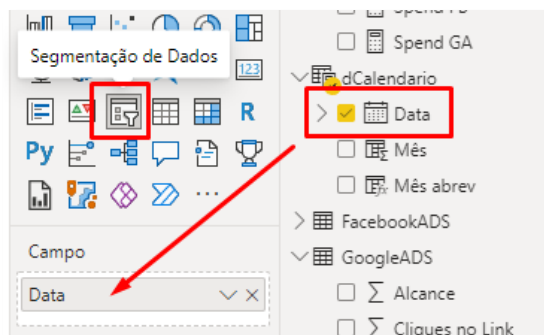 Segmentação de Dados
123
R
Py
Campo
Data
Spend GA
dCalendario
Data
Mês
Mês abrev
FacebookADS
GoogleADS
Alcance
Cliques no Link